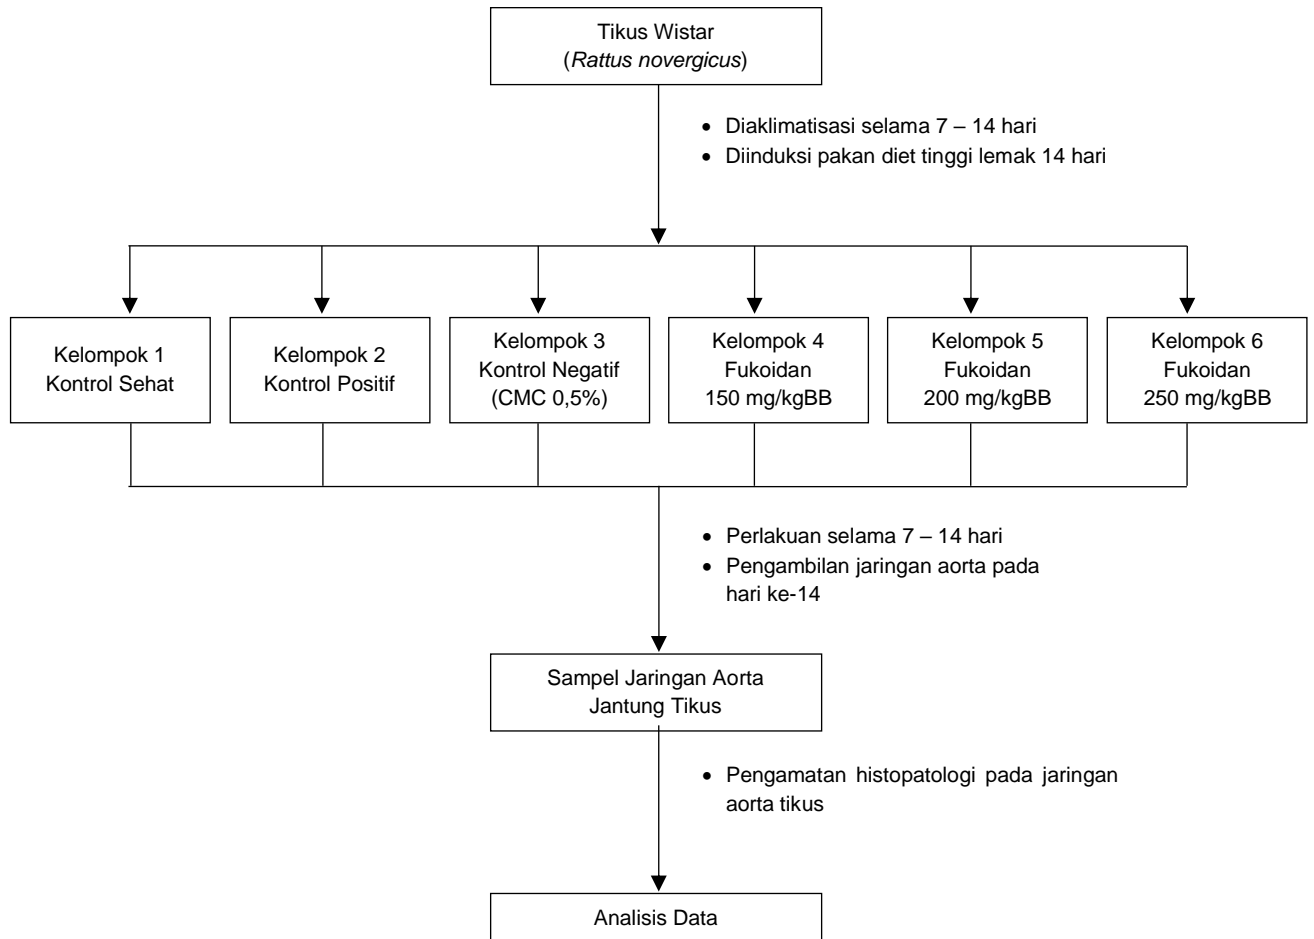 Tikus Wistar
(Rattus novergicus)
• Diaklimatisasi selama 7 – 14 hari
• Diinduksi pakan diet tinggi lemak 14 hari
Kelompok 1
Kontrol Sehat
Kelompok 2
Kontrol Positif
Kelompok 3
Kontrol Negatif
(CMC 0,5%)
Kelompok 4
Fukoidan
150 mg/kgBB
Kelompok 5
Fukoidan
200 mg/kgBB
Kelompok 6
Fukoidan
250 mg/kgBB
• Perlakuan selama 7 – 14 hari
• Pengambilan jaringan aorta pada
hari ke-14
Sampel Jaringan Aorta
Jantung Tikus
• Pengamatan histopatologi pada jaringan
aorta tikus
Analisis Data